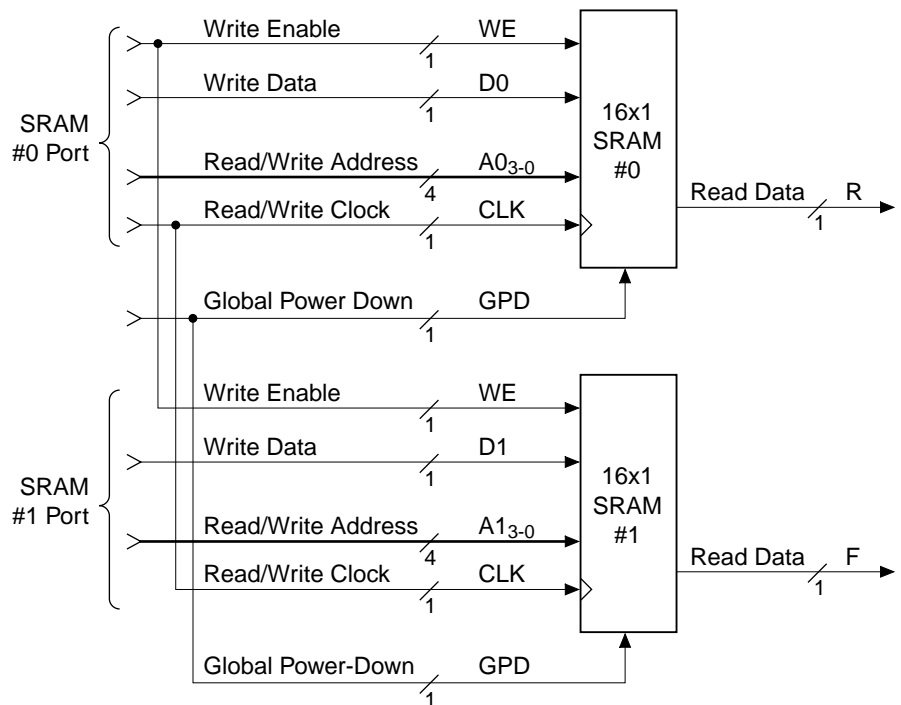 Write Enable WE
1
Write Data D0
1
SRAM
#0 Port
16x1
SRAM
#0
Read/Write Address A03-0
4
Read Data R
1
Read/Write Clock CLK
1
Global Power Down GPD
1
Write Enable WE
1
Write Data D1
1
SRAM
#1 Port
16x1
SRAM
#1
Read/Write Address A13-0
4
Read Data F
1
Read/Write Clock CLK
1
Global Power-Down GPD
1